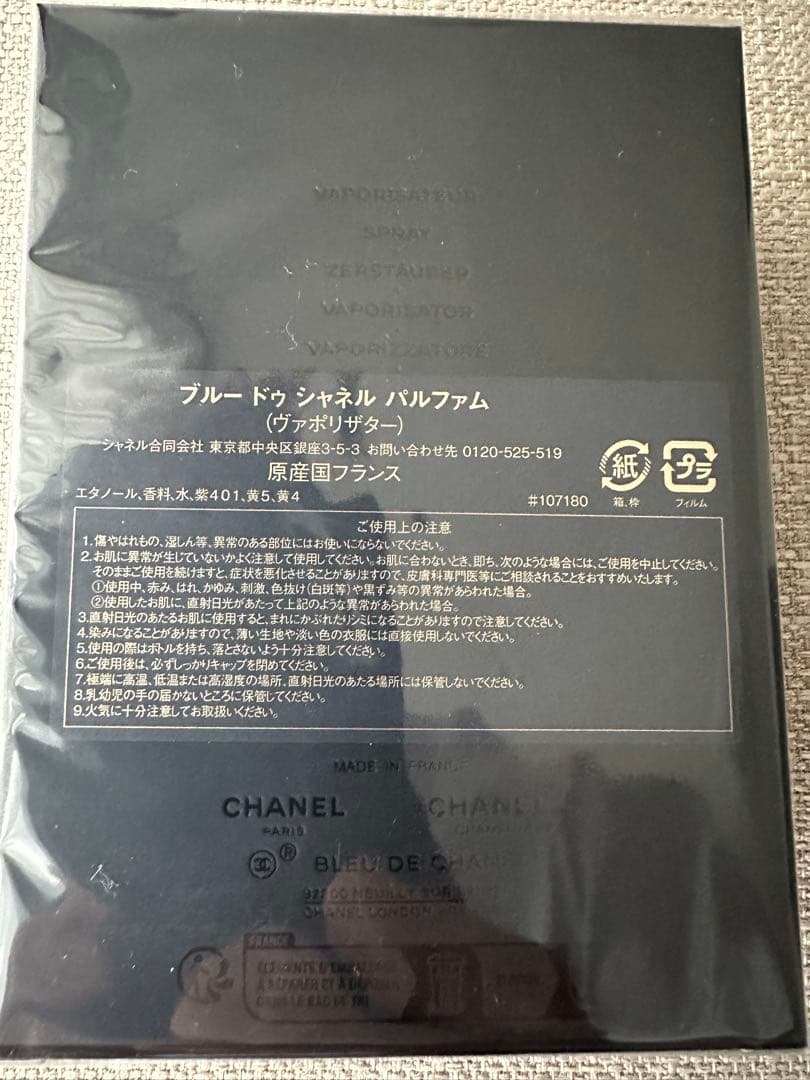 VAPORISATEUR
SPRAY
ZERSTÄUBER
VAPORISATOR
VAPORIZZATORE
ブルー ドゥ シャネル パルファム
(ヴァポリザター)
シャネル合同会社 東京都中央区銀座3-5-3 お問い合わせ先 0120-525-519
原産国フランス
エタノール、香料、水、紫401、黄5、黄4 #107180
紙 プラ
箱、枠 フィルム
ご使用上の注意
1.傷やはれもの、湿しん等、異常のある部位にはお使いにならないでください。
2.お肌に異常が生じていないかよく注意して使用してください。お肌に合わないとき、即ち、次のような場合には、ご使用を中止してください。
そのままご使用を続けますと、症状を悪化させることがありますので、皮膚科専門医等にご相談されることをおすすめいたします。
①使用中、赤み、はれ、かゆみ、刺激、色抜け(白斑等)や黒ずみ等の異常があらわれた場合。
②使用したお肌に、直射日光があたって上記のような異常があらわれた場合。
3.直射日光のあたるお肌に使用すると、まれにかぶれたりシミになることがありますので注意してください。
4.染みになることがありますので、薄い生地や淡い色の衣服には直接使用しないでください。
5.使用の際はボトルを持ち、落とさないよう十分注意してください。
6.ご使用後は、必ずしっかりキャップを閉めてください。
7.極端に高温、低温または高湿度の場所、直射日光のあたる場所には保管しないでください。
8.乳幼児の手の届かないところに保管してください。
9.火気に十分注意してお取扱いください。
MADE IN FRANCE
CHANEL CHANEL
PARIS
® BLEU DE CHANEL
92200 NEUILLY SUR
CHANEL LONDON
FRANCE
ÉLÉMENTS D'EMBALLAGE
À SÉPARER ET À DÉPOSER
DANS LE BAC DE TRI